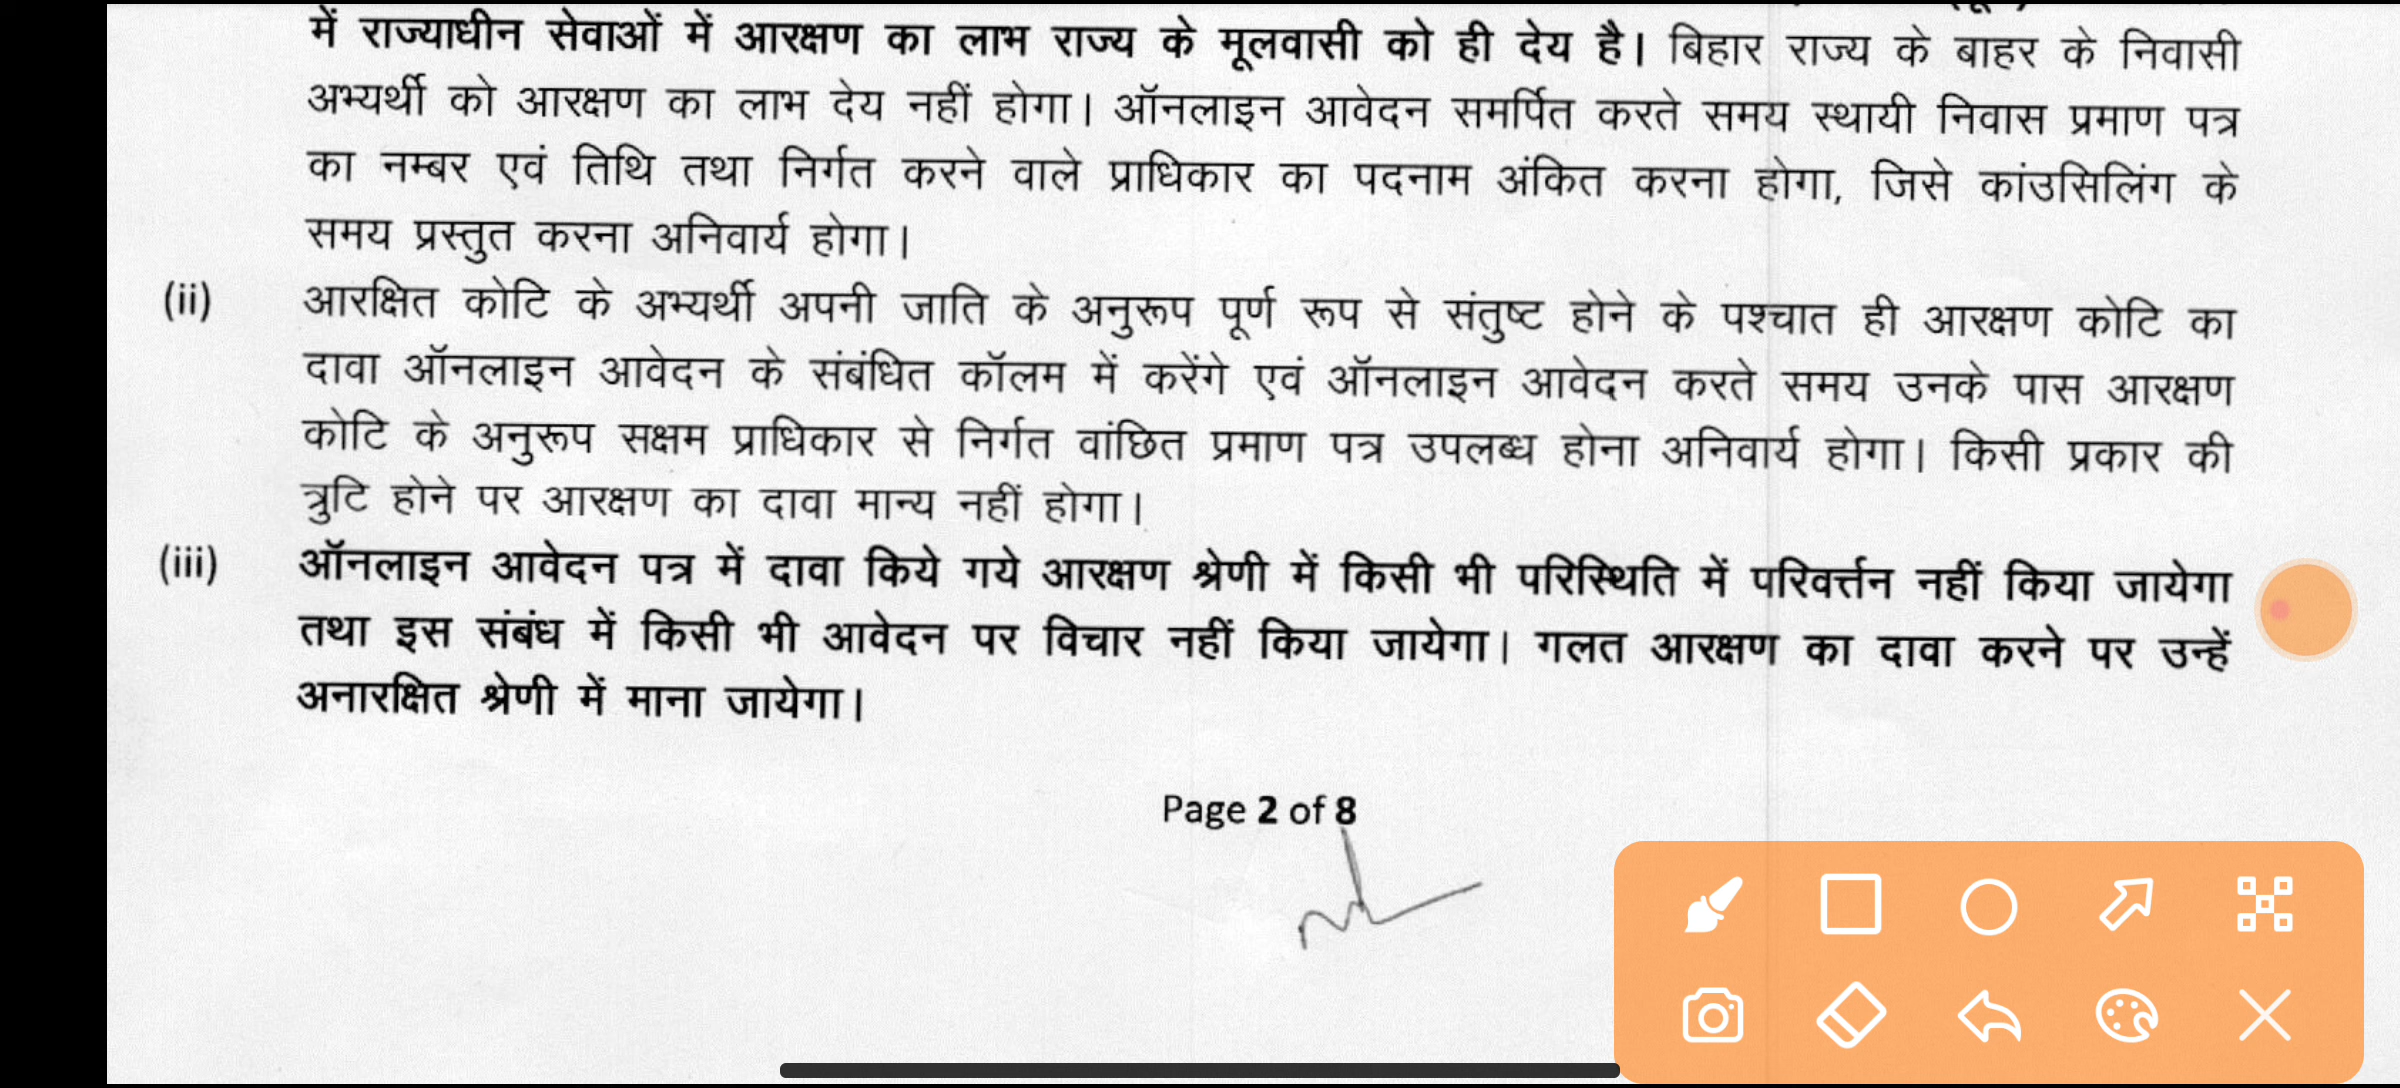 में राज्याधीन सेवाओं में आरक्षण का लाभ राज्य के मूलवासी को ही देय है। बिहार राज्य के बाहर के निवासी
अभ्यर्थी को आरक्षण का लाभ देय नहीं होगा। ऑनलाइन आवेदन समर्पित करते समय स्थायी निवास प्रमाण पत्र
का नम्बर एवं तिथि तथा निर्गत करने वाले प्राधिकार का पदनाम अंकित करना होगा, जिसे कांउसिलिंग के
समय प्रस्तुत करना अनिवार्य होगा।
(ii) आरक्षित कोटि के अभ्यर्थी अपनी जाति के अनुरूप पूर्ण रूप से संतुष्ट होने के पश्चात ही आरक्षण कोटि का
दावा ऑनलाइन आवेदन के संबंधित कॉलम में करेंगे एवं ऑनलाइन आवेदन करते समय उनके पास आरक्षण
कोटि के अनुरूप सक्षम प्राधिकार से निर्गत वांछित प्रमाण पत्र उपलब्ध होना अनिवार्य होगा। किसी प्रकार की
त्रुटि होने पर आरक्षण का दावा मान्य नहीं होगा।
(iii) ऑनलाइन आवेदन पत्र में दावा किये गये आरक्षण श्रेणी में किसी भी परिस्थिति में परिवर्त्तन नहीं किया जायेगा
तथा इस संबंध में किसी भी आवेदन पर विचार नहीं किया जायेगा। गलत आरक्षण का दावा करने पर उन्हें
अनारक्षित श्रेणी में माना जायेगा।
Page 2 of 8